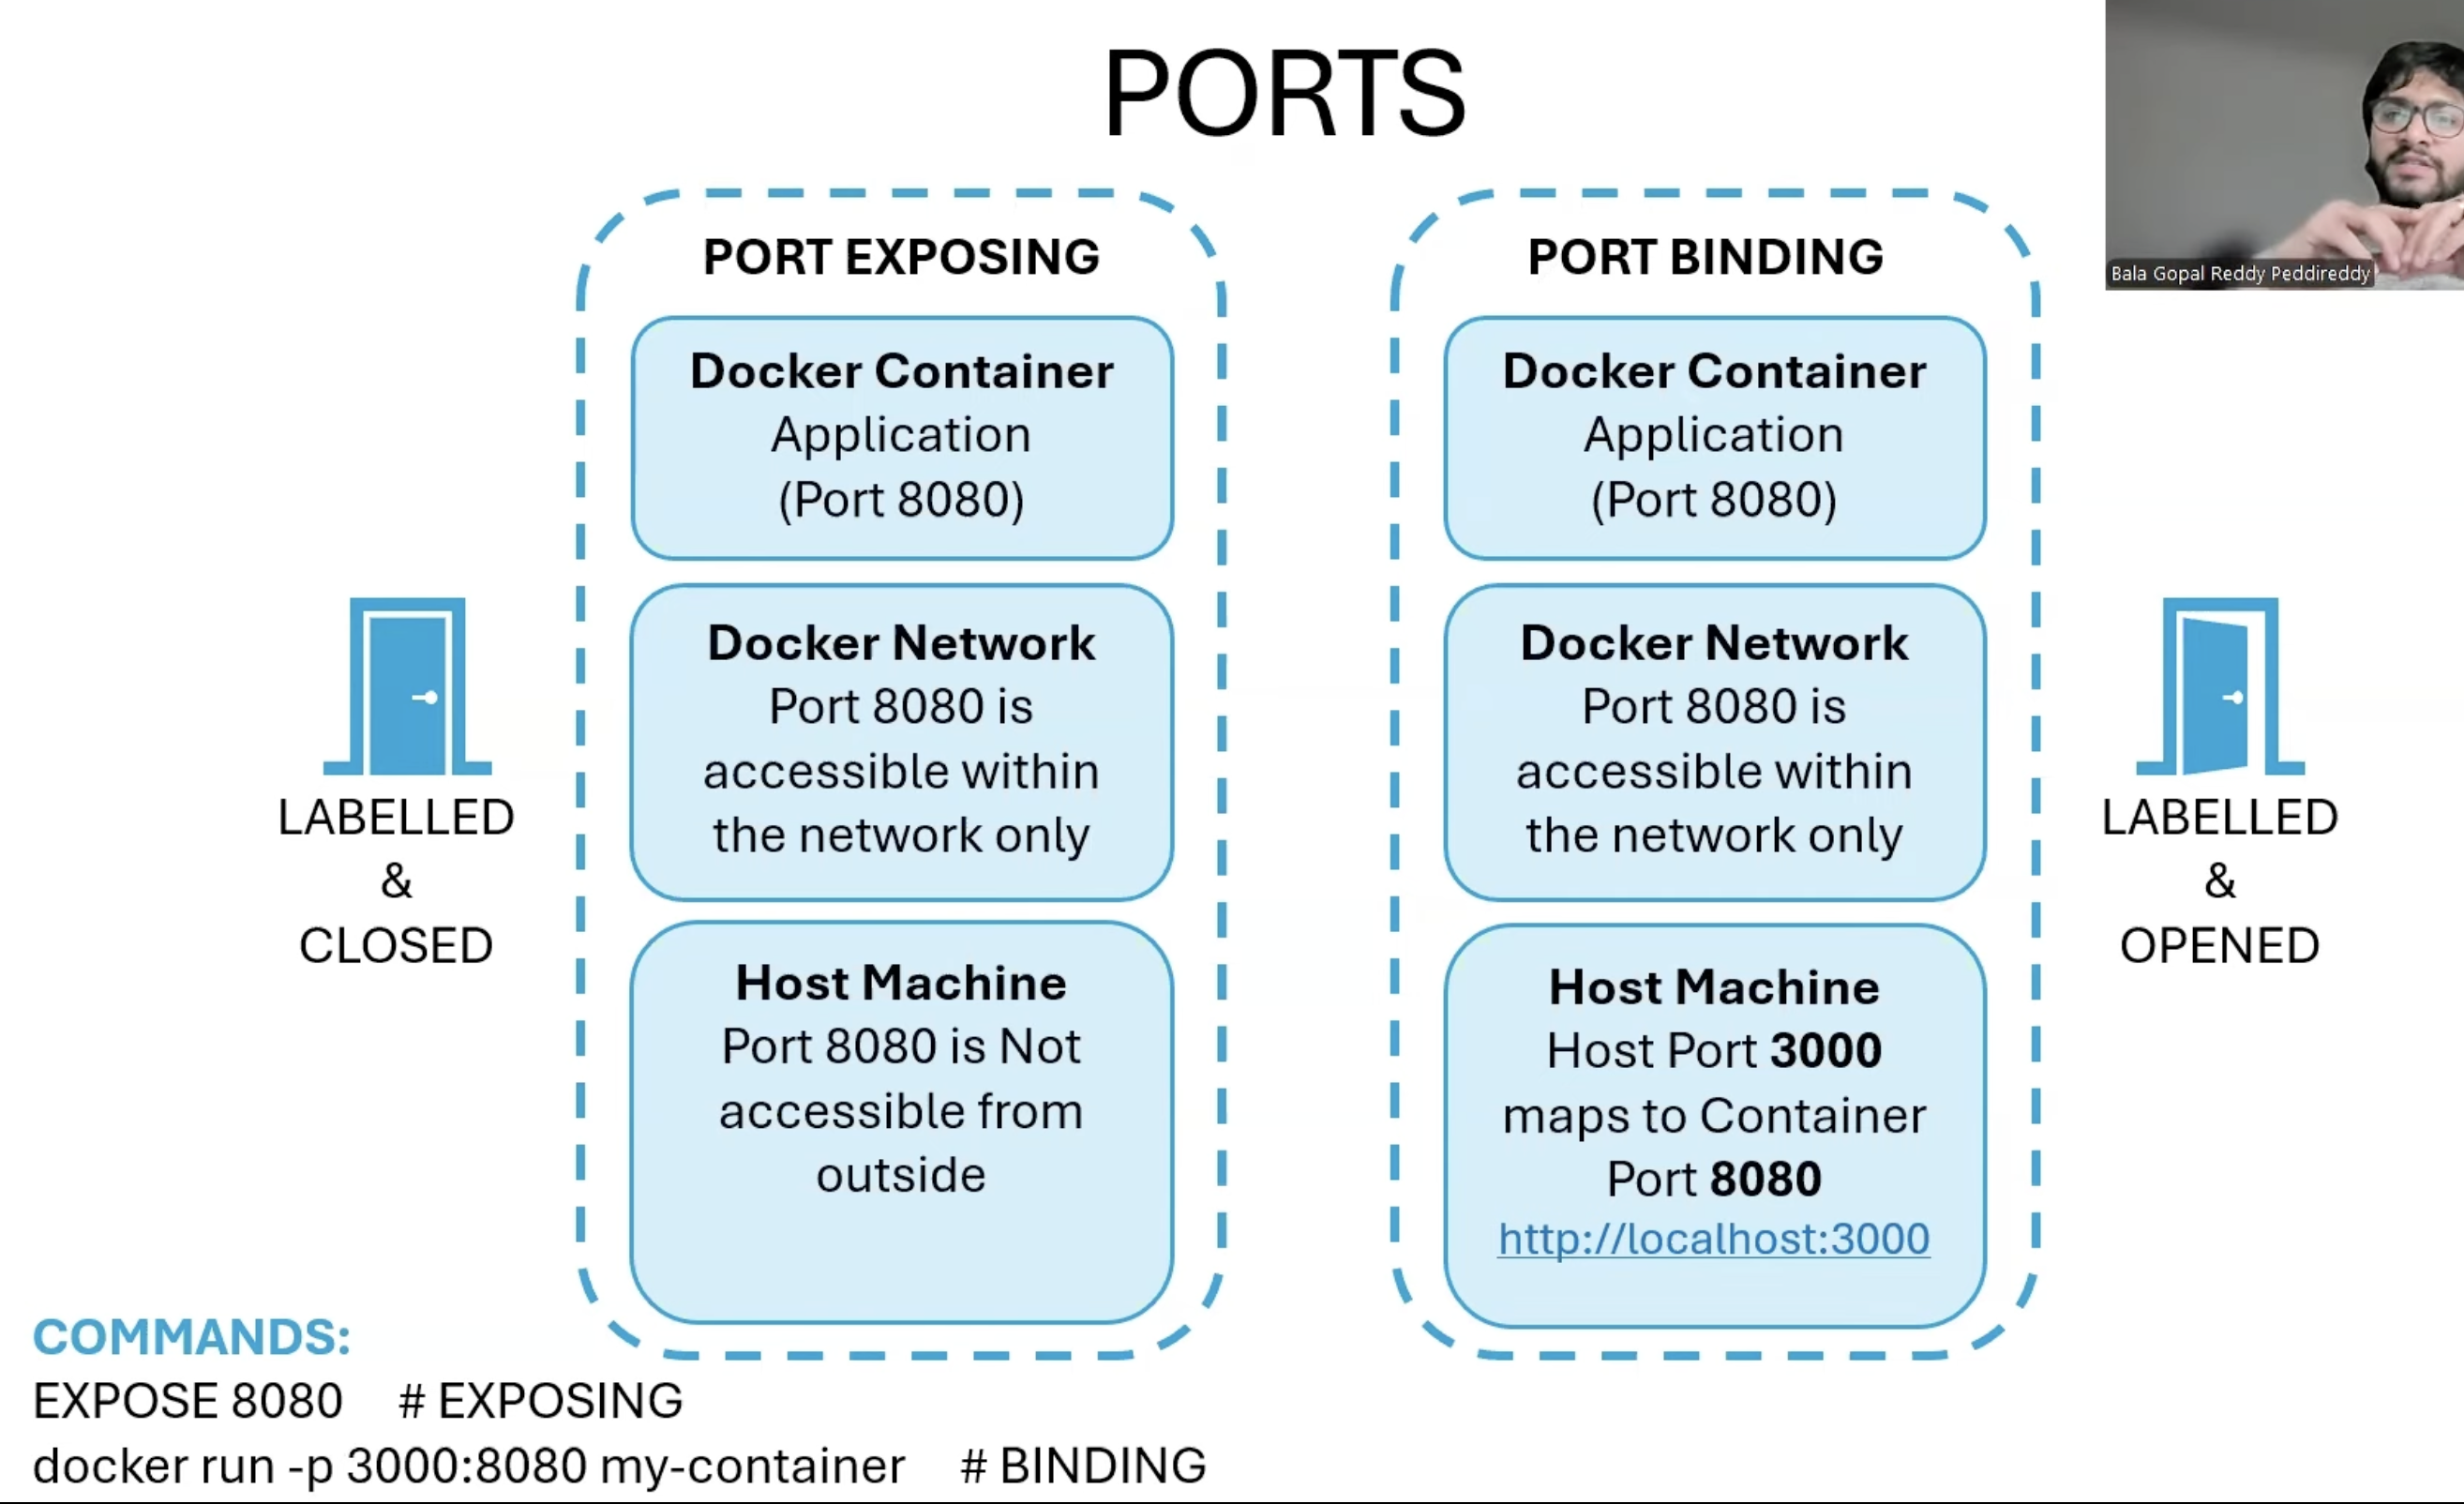 PORTS
Bala Gopal Reddy Peddireddy
PORT EXPOSING
Docker Container
Application
(Port 8080)
Docker Network
Port 8080 is
accessible within
the network only
Host Machine
Port 8080 is Not
accessible from
outside
LABELLED
&
CLOSED
PORT BINDING
Docker Container
Application
(Port 8080)
Docker Network
Port 8080 is
accessible within
the network only
Host Machine
Host Port 3000
maps to Container
Port 8080
http://localhost:3000
LABELLED
&
OPENED
COMMANDS:
EXPOSE 8080 # EXPOSING
docker run -p 3000:8080 my-container # BINDING